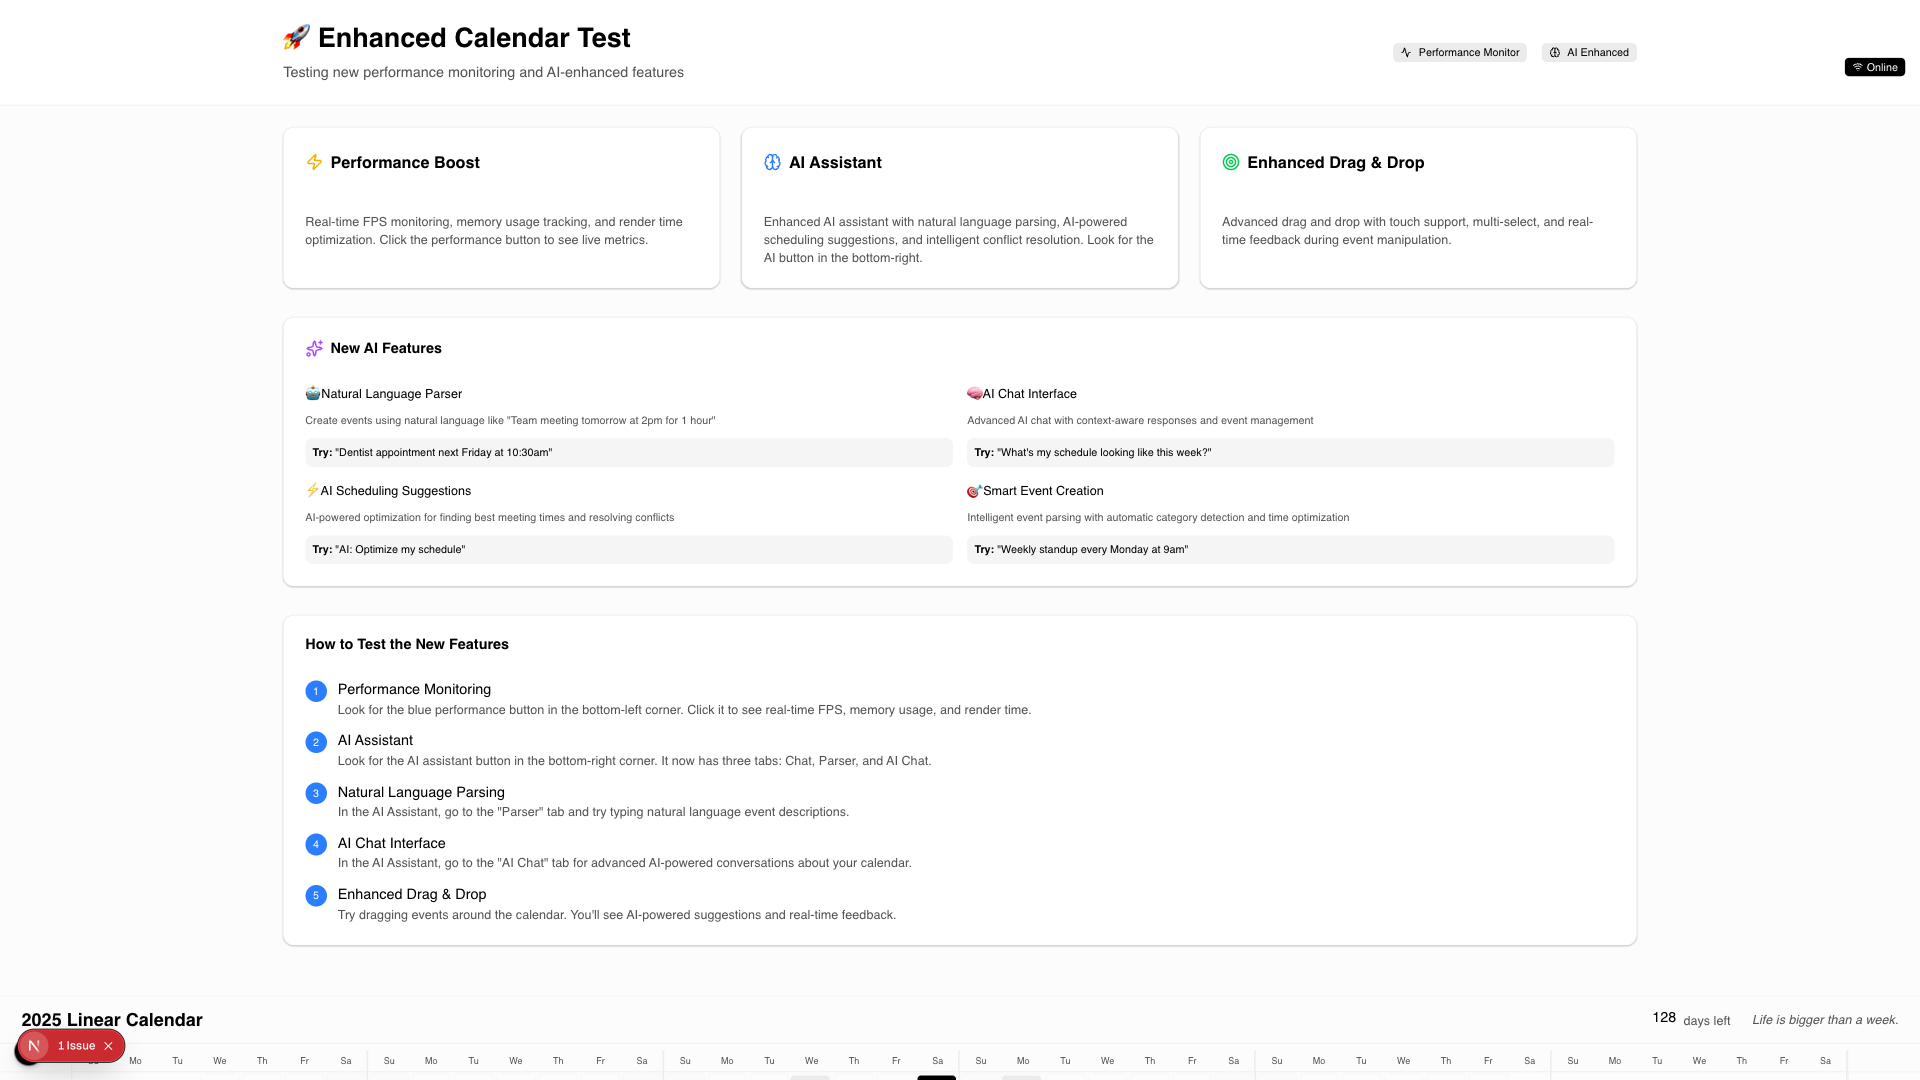 🚀 Enhanced Calendar Test
Testing new performance monitoring and AI-enhanced features
Performance Monitor
AI Enhanced
Online
Performance Boost
Real-time FPS monitoring, memory usage tracking, and render time
optimization. Click the performance button to see live metrics.
AI Assistant
Enhanced AI assistant with natural language parsing, AI-powered
scheduling suggestions, and intelligent conflict resolution. Look for the
AI button in the bottom-right.
Enhanced Drag & Drop
Advanced drag and drop with touch support, multi-select, and real-
time feedback during event manipulation.
New AI Features
🤖Natural Language Parser
Create events using natural language like "Team meeting tomorrow at 2pm for 1 hour"
Try: "Dentist appointment next Friday at 10:30am"
🧠AI Chat Interface
Advanced AI chat with context-aware responses and event management
Try: "What's my schedule looking like this week?"
⚡AI Scheduling Suggestions
AI-powered optimization for finding best meeting times and resolving conflicts
Try: "AI: Optimize my schedule"
🎯Smart Event Creation
Intelligent event parsing with automatic category detection and time optimization
Try: "Weekly standup every Monday at 9am"
How to Test the New Features
1 Performance Monitoring
Look for the blue performance button in the bottom-left corner. Click it to see real-time FPS, memory usage, and render time.
2 AI Assistant
Look for the AI assistant button in the bottom-right corner. It now has three tabs: Chat, Parser, and AI Chat.
3 Natural Language Parsing
In the AI Assistant, go to the "Parser" tab and try typing natural language event descriptions.
4 AI Chat Interface
In the AI Assistant, go to the "AI Chat" tab for advanced AI-powered conversations about your calendar.
5 Enhanced Drag & Drop
Try dragging events around the calendar. You'll see AI-powered suggestions and real-time feedback.
2025 Linear Calendar
128 days left
Life is bigger than a week.
N 1 Issue
Mo Tu We Th Fr Sa Su Mo Tu We Th Fr Sa Su Mo Tu We Th Fr Sa Su Mo Tu We Th Fr Sa Su Mo Tu We Th Fr Sa Su Mo Tu We Th Fr Sa